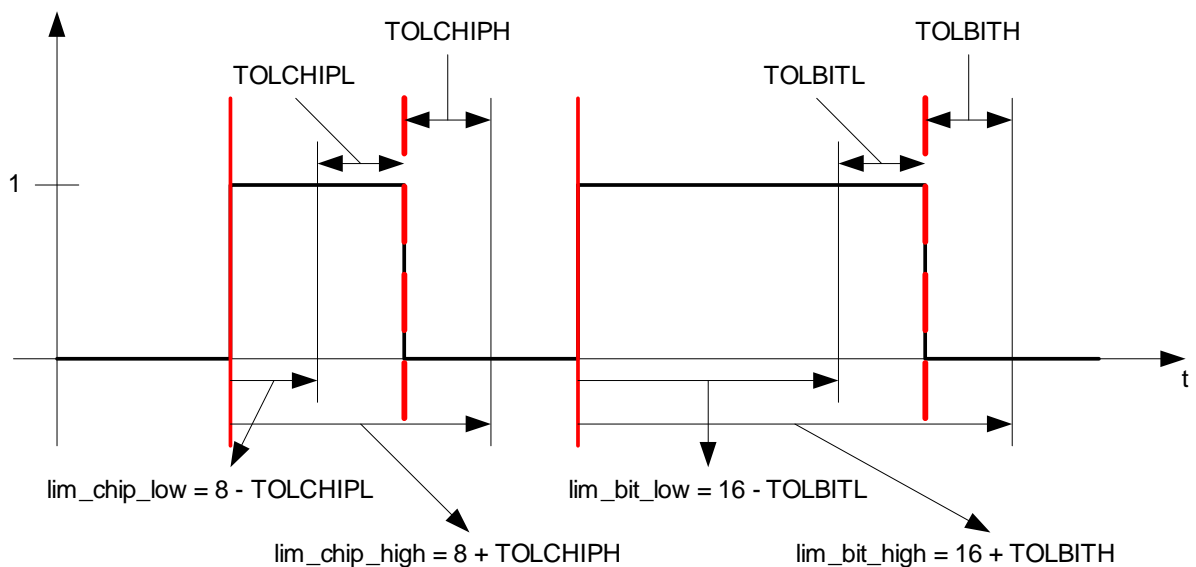 TOLCHIPH
TOLBITH
TOLCHIPL
TOLBITL
1
t
lim_chip_low = 8 - TOLCHIPL
lim_bit_low = 16 - TOLBITL
lim_chip_high = 8 + TOLCHIPH
lim_bit_high = 16 + TOLBITH